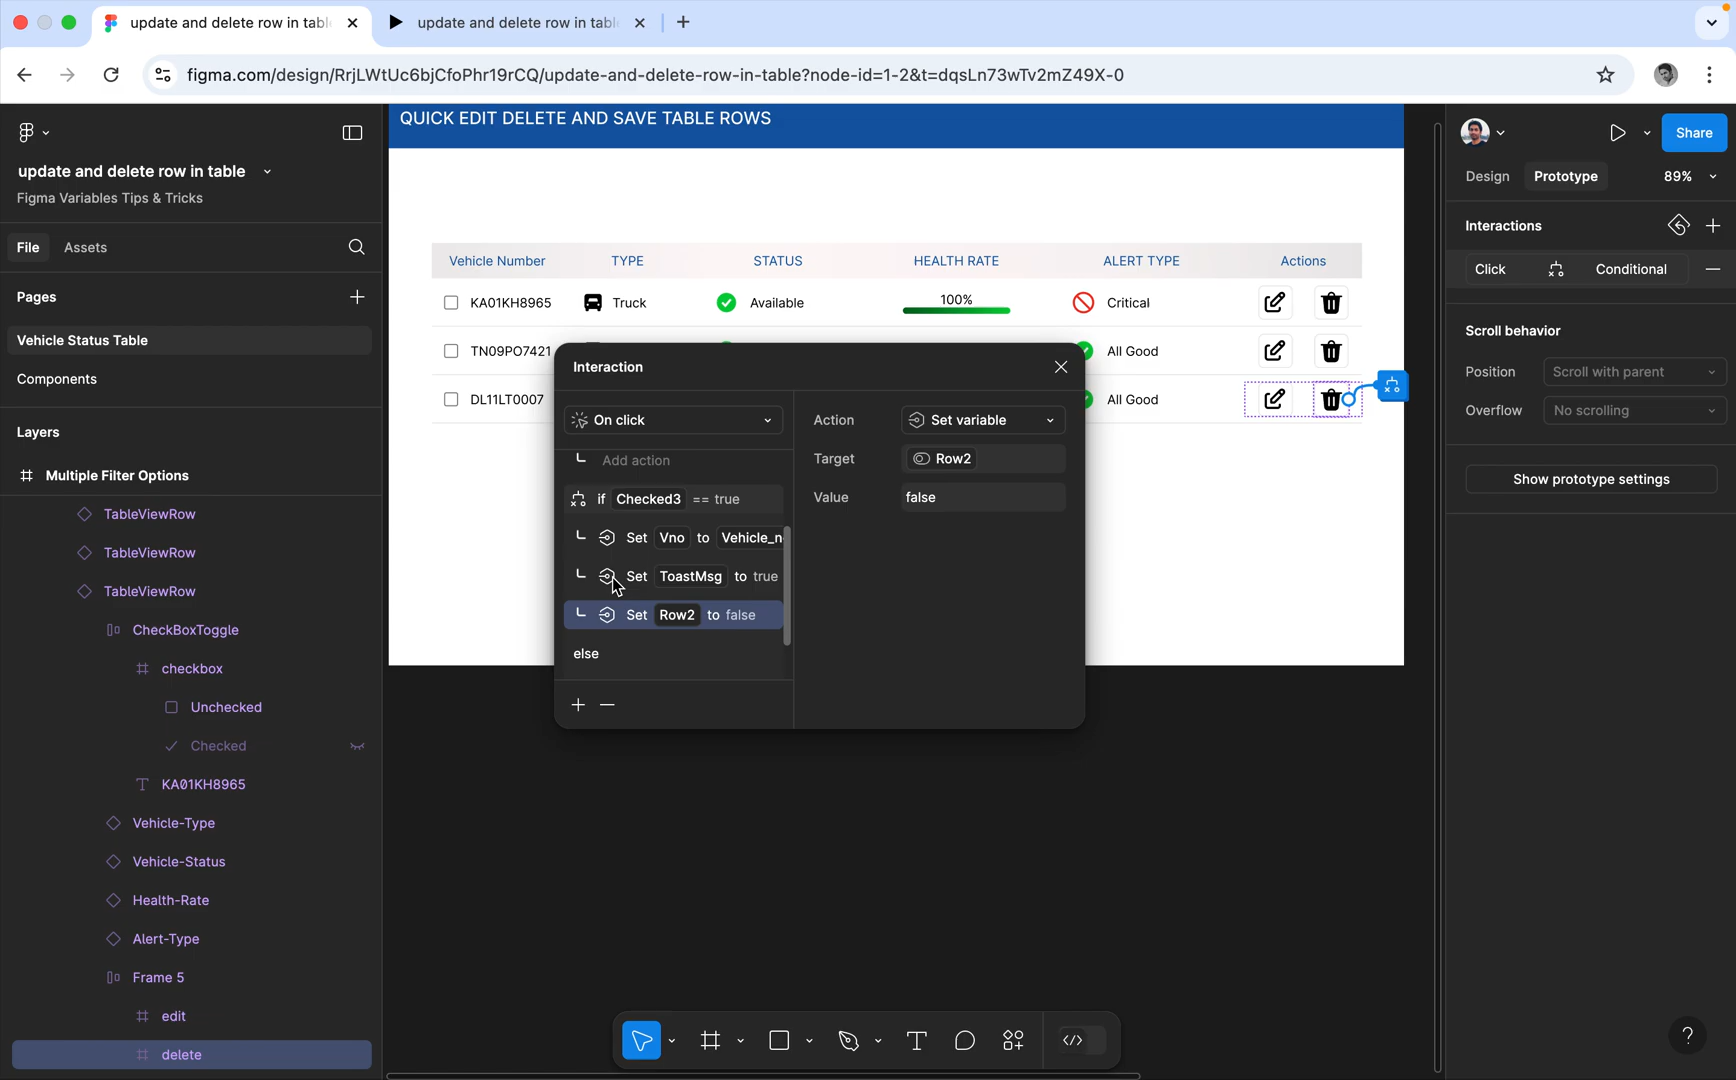 update and delete row in tabl
update and delete row in tabl
figma.com/design/RrjLWtUc6bjCfoPhr19rCQ/update-and-delete-row-in-table?node-id=1-2&t=dqsLn73wTv2mZ49X-0
update and delete row in table
Figma Variables Tips & Tricks
File Assets
Pages
Vehicle Status Table
Components
Layers
Multiple Filter Options
TableViewRow
TableViewRow
TableViewRow
CheckBoxToggle
checkbox
Unchecked
Checked
KA01KH8965
Vehicle-Type
Vehicle-Status
Health-Rate
Alert-Type
Frame 5
edit
delete
QUICK EDIT DELETE AND SAVE TABLE ROWS
Vehicle Number TYPE STATUS HEALTH RATE ALERT TYPE Actions
KA01KH8965 Truck Available 100% Critical
TN09PO7421 All Good
DL11LT0007 All Good
Interaction
On click
Add action
if Checked3 == true
Set Vno to Vehicle_n
Set ToastMsg to true
Set Row2 to false
else
Action Set variable
Target Row2
Value false
Share
Design Prototype 89%
Interactions
Click Conditional
Scroll behavior
Position Scroll with parent
Overflow No scrolling
Show prototype settings
?